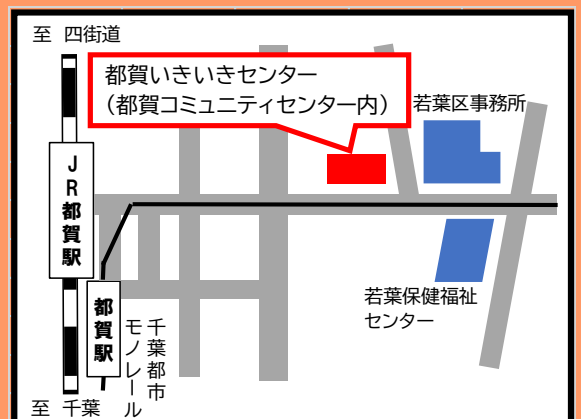 至 四街道
都賀いきいきセンター
（都賀コミュニティセンター内）
若葉区事務所
JR都賀駅
若葉保健福祉
センター
都賀駅
千葉都市
モノレール
至 千葉